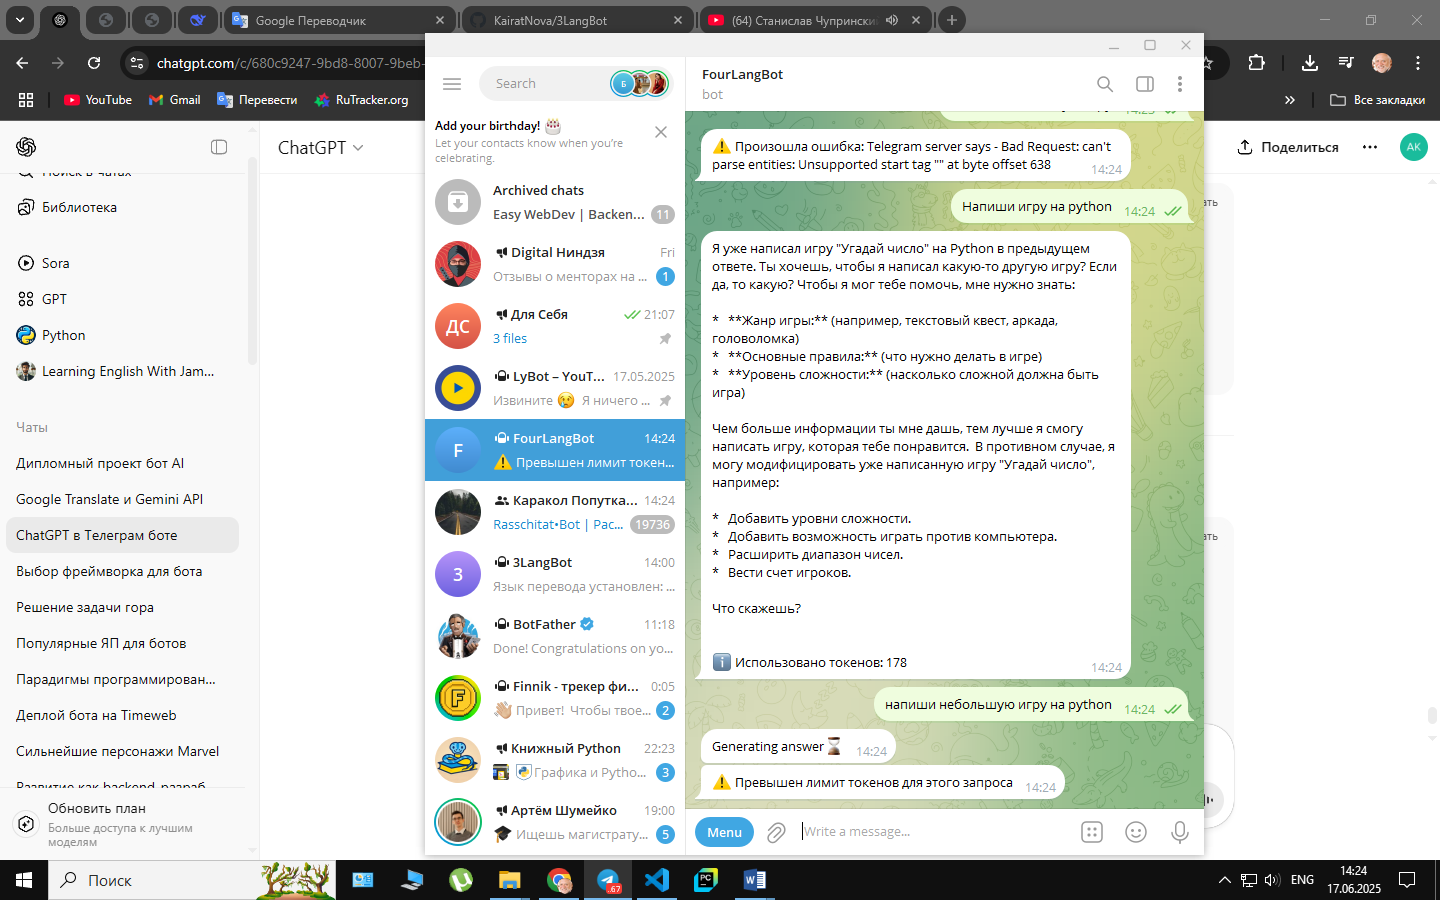 Google Переводчик
KairatNova/3LangBot
(64) Станислав Чупринский
chatgpt.com/c/680c9247-9bd8-8007-9beb-
YouTube
Gmail
Перевести
RuTracker.org
Все закладки
ChatGPT
Поделиться
AK
Поиск в чатах
Библиотека
Sora
GPT
Python
Learning English With Jam...
Чаты
Дипломный проект бот AI
Google Translate и Gemini API
ChatGPT в Телеграм боте
Выбор фреймворка для бота
Решение задачи гора
Популярные ЯП для ботов
Парадигмы программирован...
Деплой бота на Timeweb
Сильнейшие персонажи Marvel
Развитие как backend-разраб
Обновить план
Больше доступа к лучшим
моделям
Search
Add your birthday! 🎂
Let your contacts know when you're
celebrating.
Archived chats
Easy WebDev | Backen... 11
Digital Ниндзя Fri
Отзывы о менторах на ... 1
ДС
Для Себя 21:07
3 files
LyBot – YouT... 17.05.2025
Извините 😢 Я ничего ...
F
FourLangBot 14:24
⚠️ Превышен лимит токен...
Каракол Попутка... 14:24
Rasschitat•Bot | Рас... 19736
3
3LangBot 14:00
Язык перевода установлен: ...
BotFather 11:18
Done! Congratulations on yo...
Finnik - трекер фи... 0:05
👋🏻 Привет! Чтобы твое... 2
Книжный Python 22:23
Графика и Pytho... 3
Артём Шумейко 19:00
🎓 Ищешь магистрату... 5
FourLangBot
bot
14:23
⚠️ Произошла ошибка: Telegram server says - Bad Request: can't
parse entities: Unsupported start tag "" at byte offset 638
14:24
Напиши игру на python 14:24
Я уже написал игру "Угадай число" на Python в предыдущем
ответе. Ты хочешь, чтобы я написал какую-то другую игру? Если
да, то какую? Чтобы я мог тебе помочь, мне нужно знать:
* **Жанр игры:** (например, текстовый квест, аркада,
головоломка)
* **Основные правила:** (что нужно делать в игре)
* **Уровень сложности:** (насколько сложной должна быть
игра)
Чем больше информации ты мне дашь, тем лучше я смогу
написать игру, которая тебе понравится. В противном случае, я
могу модифицировать уже написанную игру "Угадай число",
например:
* Добавить уровни сложности.
* Добавить возможность играть против компьютера.
* Расширить диапазон чисел.
* Вести счет игроков.
Что скажешь?
ℹ️ Использовано токенов: 178 14:24
напиши небольшую игру на python 14:24
Generating answer ⏳ 14:24
⚠️ Превышен лимит токенов для этого запроса 14:24
Menu
Write a message...
Поиск
.67
ENG
14:24
17.06.2025